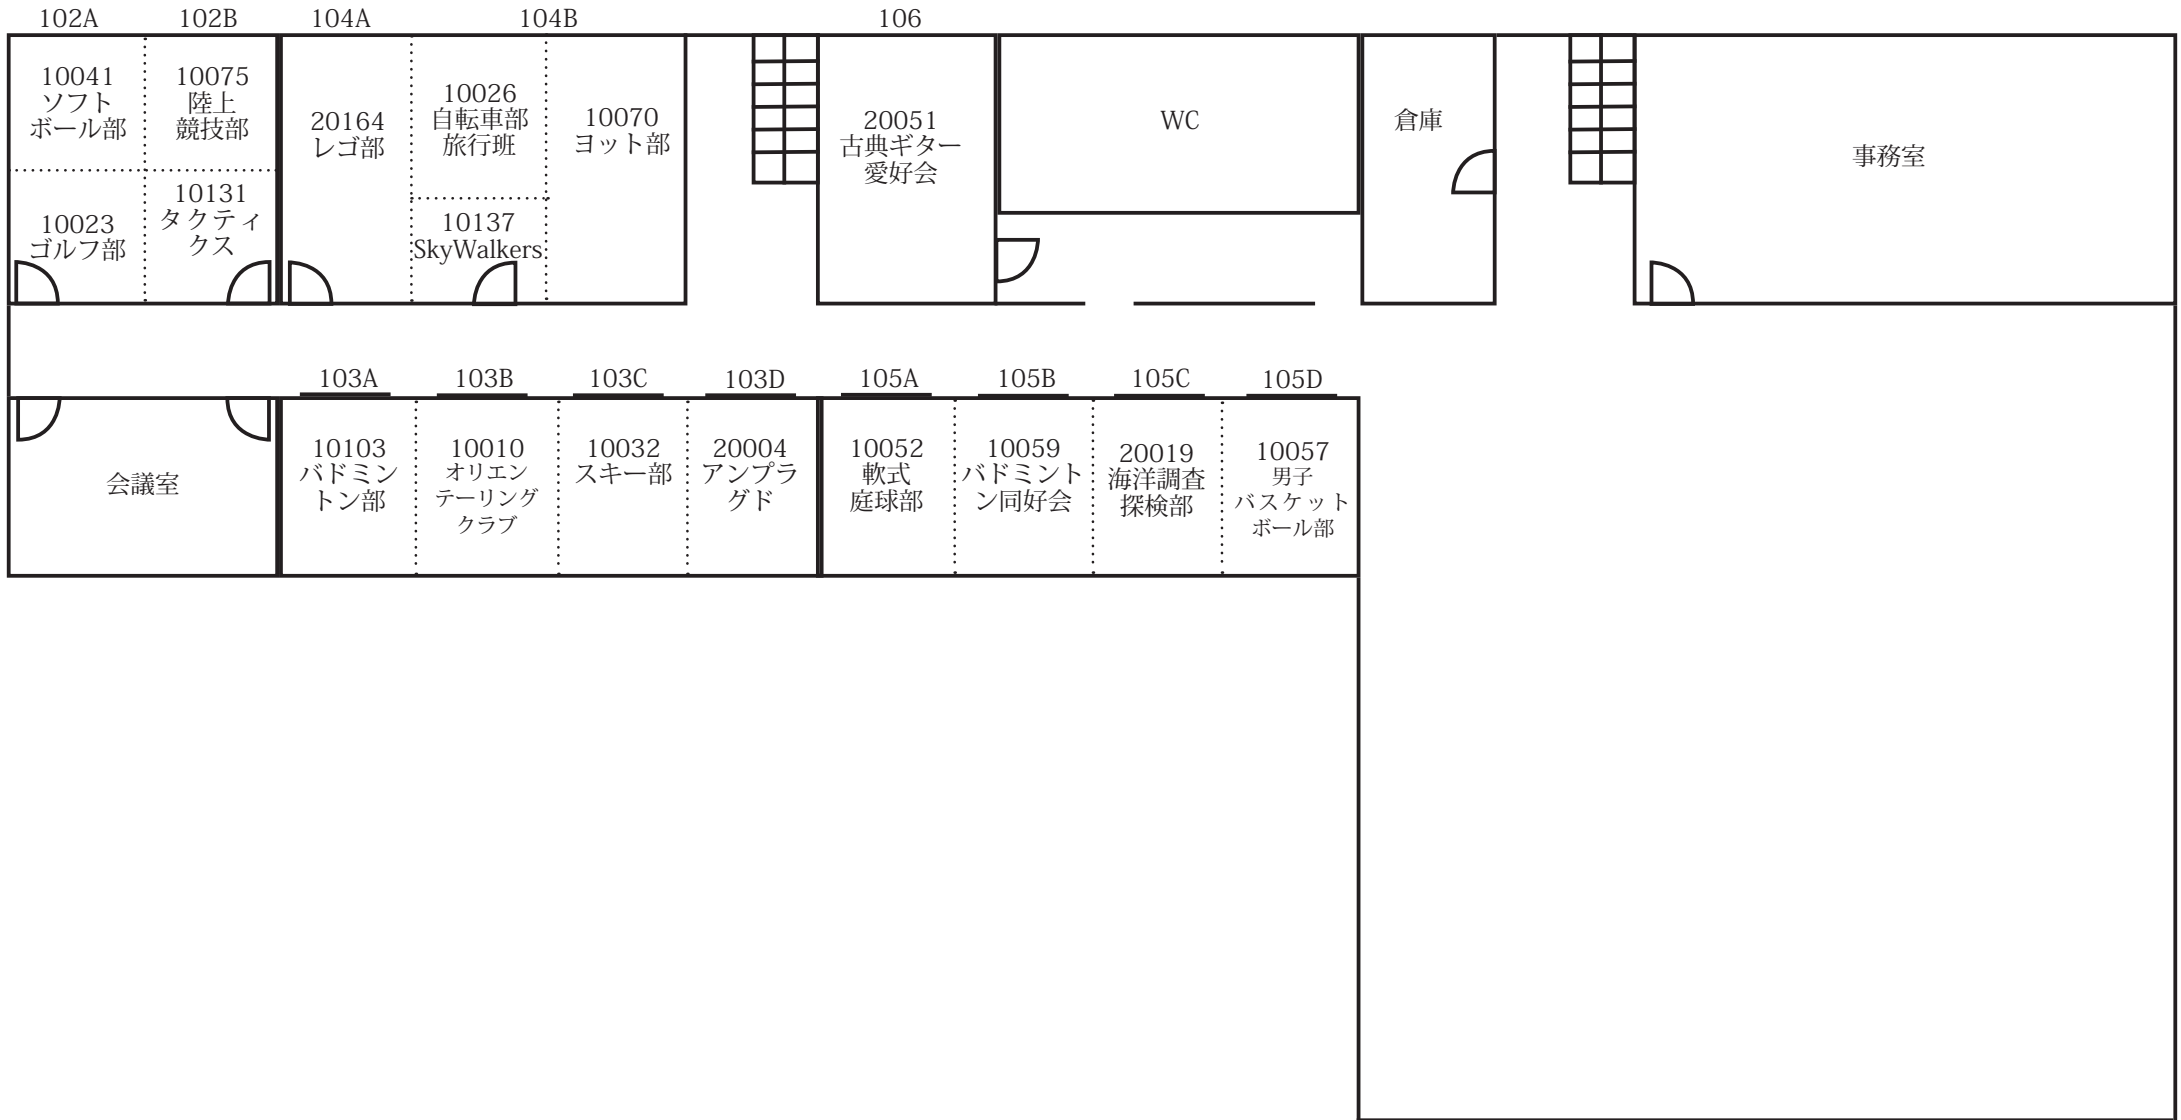 102A
102B
104A
104B
106
10041
ソフト
ボール部
10075
陸上
競技部
20164
レゴ部
10026
自転車部
旅行班
10070
ヨット部
20051
古典ギター
愛好会
WC
倉庫
事務室
10023
ゴルフ部
10131
タクティ
クス
10137
SkyWalkers
103A
103B
103C
103D
105A
105B
105C
105D
会議室
10103
バドミン
トン部
10010
オリエン
テーリング
クラブ
10032
スキー部
20004
アンプラ
グド
10052
軟式
庭球部
10059
バドミント
ン同好会
20019
海洋調査
探検部
10057
男子
バスケット
ボール部